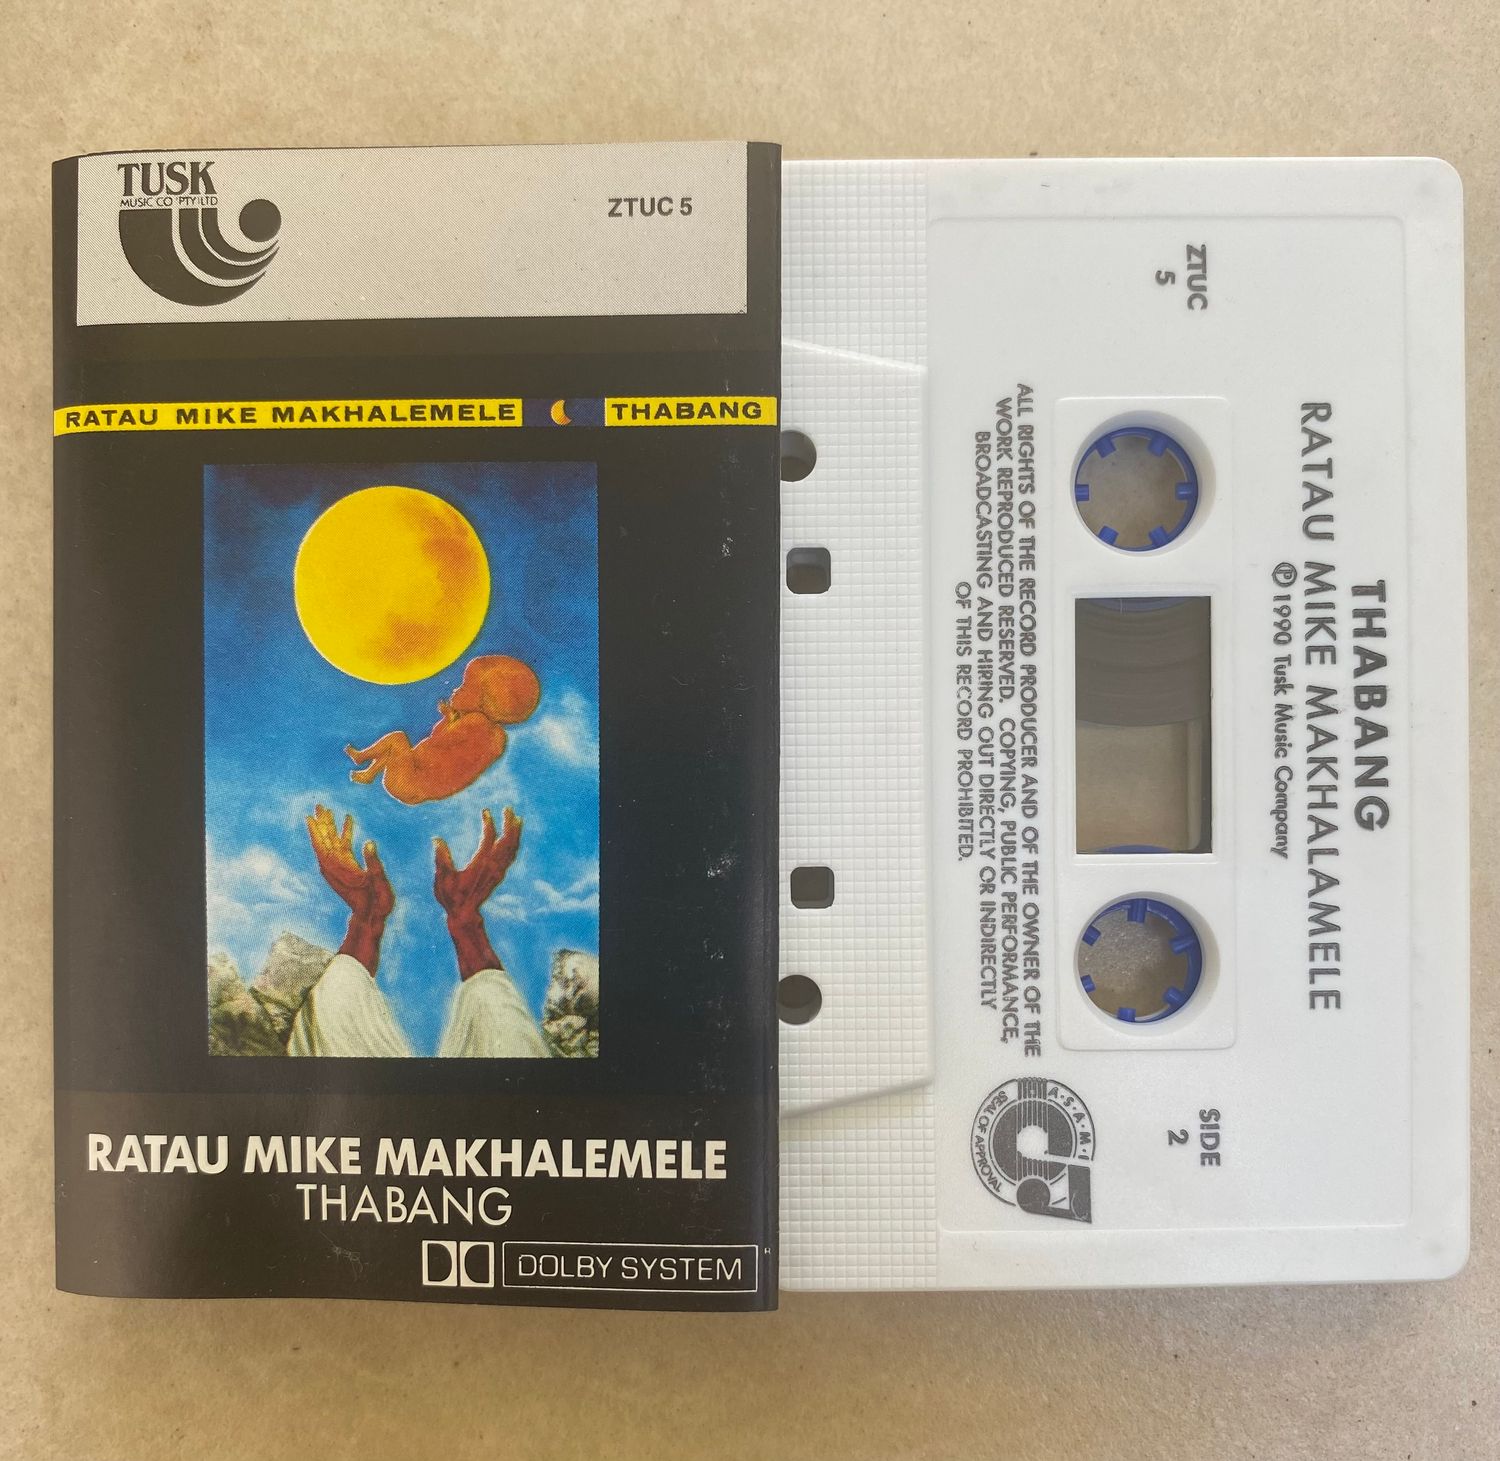 TUSK
MUSIC CO (PTY) LTD
ZTUC 5
RATAU MIKE MAKHALEMELE THABANG
RATAU MIKE MAKHALEMELE
THABANG
DOLBY SYSTEM
R
THABANG
RATAU MIKE MAKHALAMELE
℗ 1990 Tusk Music Company
ZTUC
5
SIDE
2
ALL RIGHTS OF THE RECORD PRODUCER AND OF THE OWNER OF THE
WORK REPRODUCED RESERVED. COPYING, PUBLIC PERFORMANCE,
BROADCASTING AND HIRING OUT DIRECTLY OR INDIRECTLY
OF THIS RECORD PROHIBITED.
A·S·A·M·I
SEAL OF APPROVAL